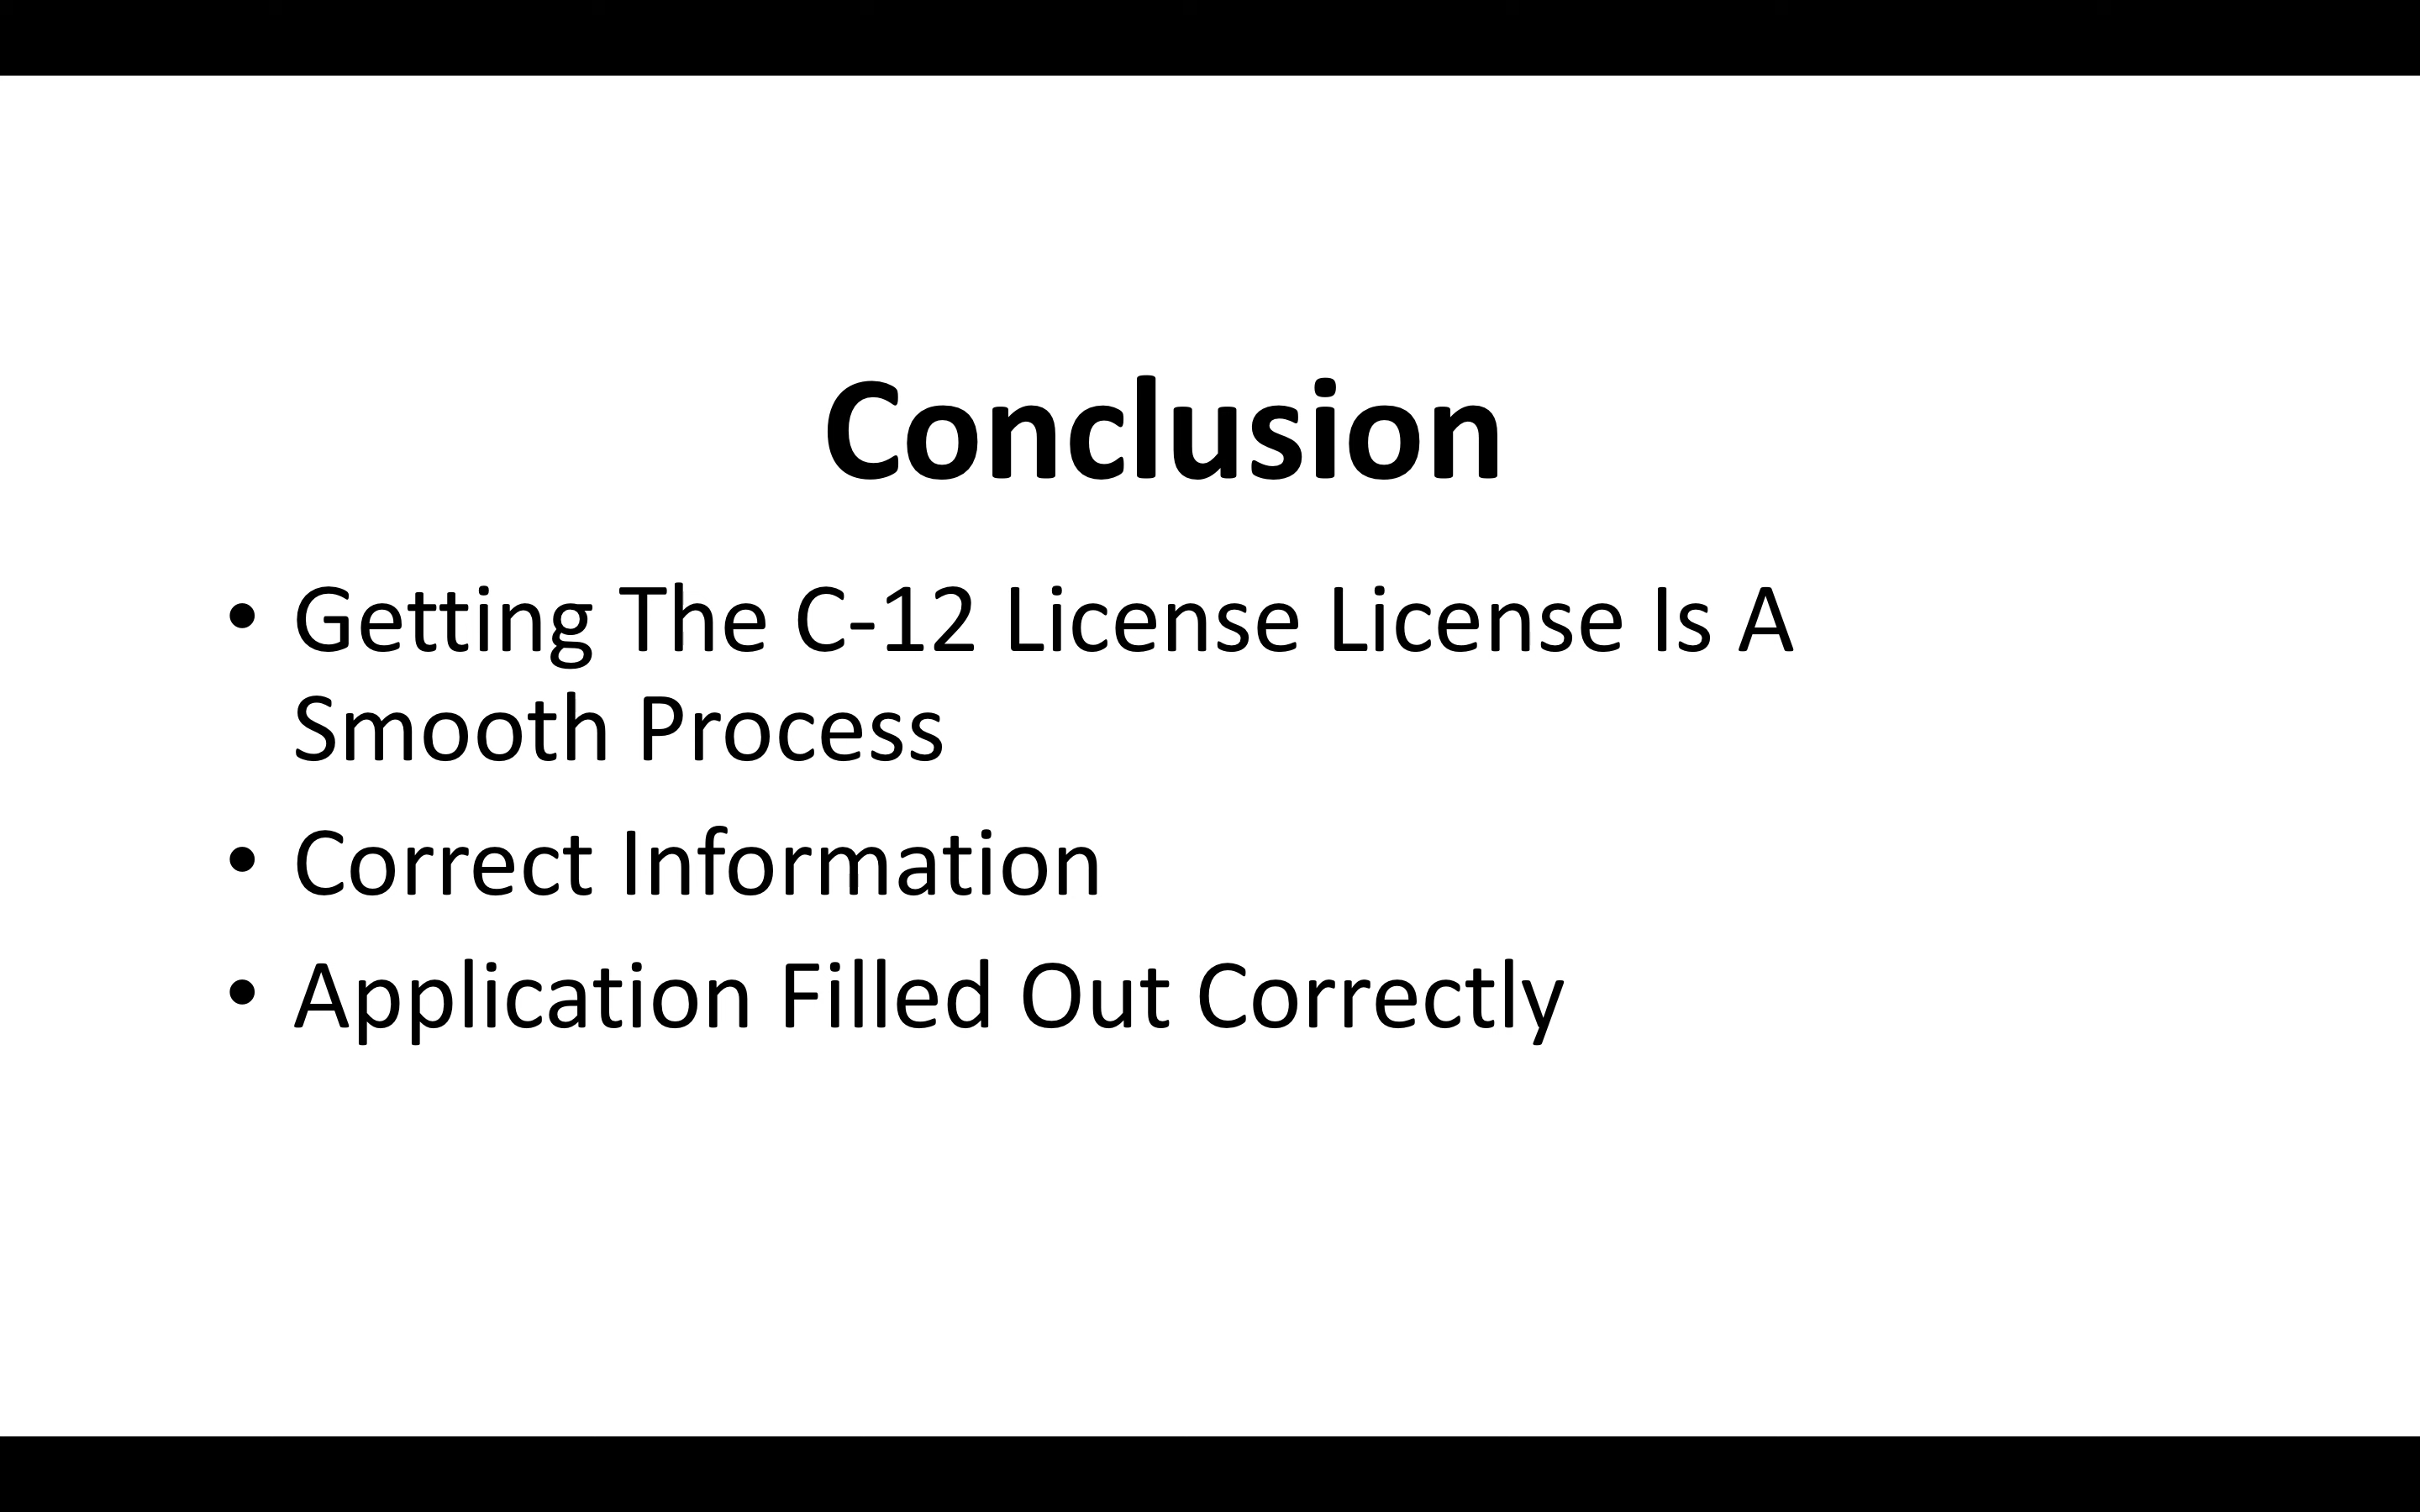 Conclusion
• Getting The C-12 License License Is A
Smooth Process
• Correct Information
• Application Filled Out Correctly